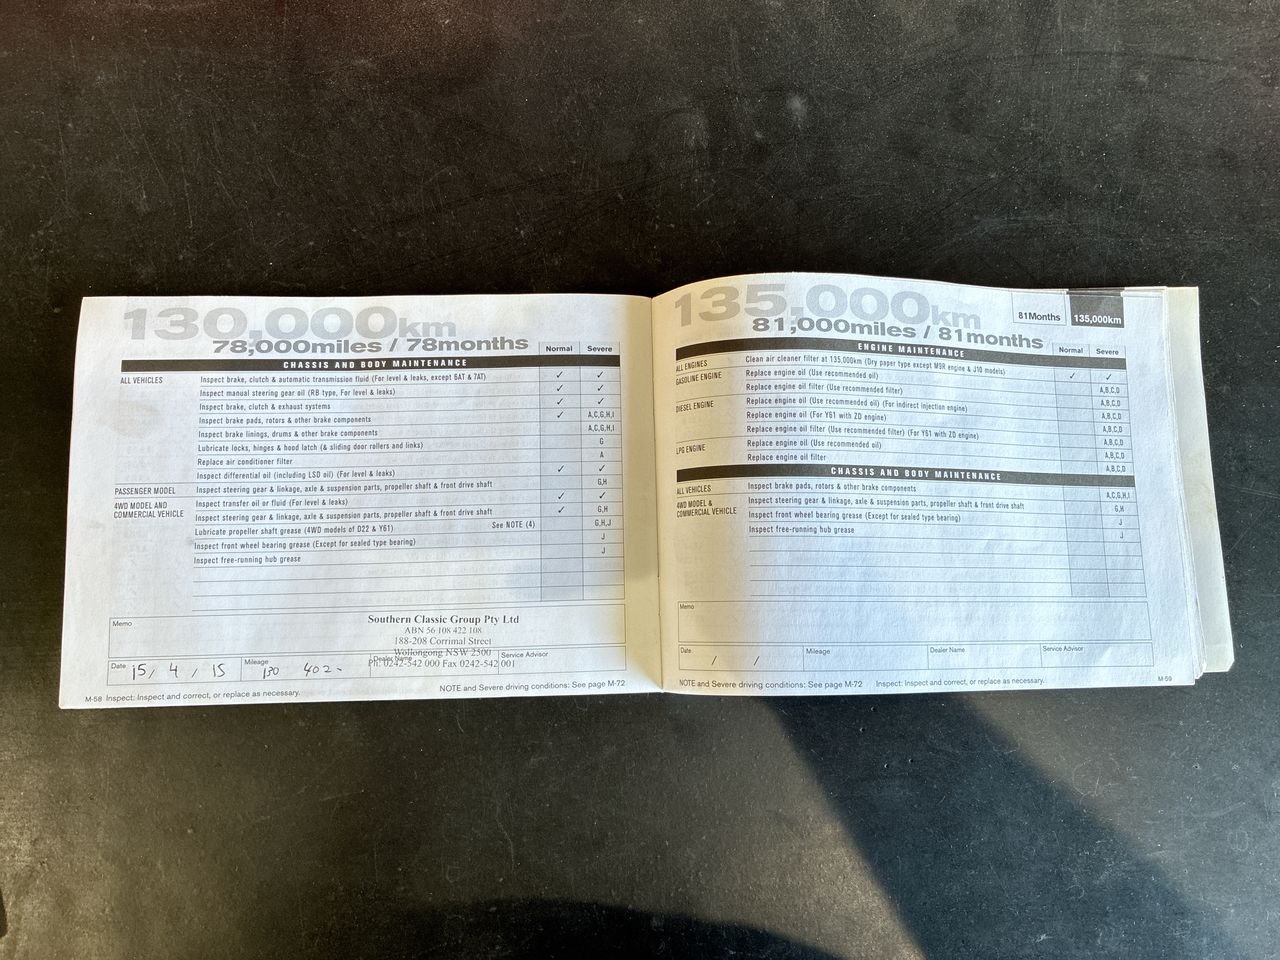 130,000km
78,000miles / 78months
Normal Severe
CHASSIS AND BODY MAINTENANCE
ALL VEHICLES Inspect brake, clutch & automatic transmission fluid (For level & leaks, except 6AT & 7AT) ✓ ✓
Inspect manual steering gear oil (RB type, For level & leaks) ✓ ✓
Inspect brake, clutch & exhaust systems ✓ ✓
Inspect brake pads, rotors & other brake components A,C,G,H,I
Inspect brake linings, drums & other brake components A,C,G,H,I
Lubricate locks, hinges & hood latch (& sliding door rollers and links) G
Replace air conditioner filter A
Inspect differential oil (including LSD oil) (For level & leaks) ✓ ✓
PASSENGER MODEL Inspect steering gear & linkage, axle & suspension parts, propeller shaft & front drive shaft G,H
4WD MODEL AND COMMERCIAL VEHICLE Inspect transfer oil or fluid (For level & leaks) ✓ ✓
Inspect steering gear & linkage, axle & suspension parts, propeller shaft & front drive shaft ✓ G,H
Lubricate propeller shaft grease (4WD models of D22 & Y61) See NOTE (4) G,H,J
Inspect front wheel bearing grease (Except for sealed type bearing) J
Inspect free-running hub grease J
Memo
Southern Classic Group Pty Ltd
ABN 56 108 422 108
188-208 Corrimal Street
Wollongong NSW 2500
Ph: 0242-542 000 Fax 0242-542 001
Date 15 / 4 / 15 Mileage 130 402- Dealer Name Service Advisor
M-58 Inspect: Inspect and correct, or replace as necessary. NOTE and Severe driving conditions: See page M-72
135,000km
81,000miles / 81months
81Months 135,000km
Normal Severe
ENGINE MAINTENANCE
ALL ENGINES Clean air cleaner filter at 135,000km (Dry paper type except M9R engine & J10 models) ✓ ✓
GASOLINE ENGINE Replace engine oil (Use recommended oil) A,B,C,D
Replace engine oil filter (Use recommended filter) A,B,C,D
DIESEL ENGINE Replace engine oil (Use recommended oil) (For indirect injection engine) A,B,C,D
Replace engine oil (For Y61 with ZD engine) A,B,C,D
Replace engine oil filter (Use recommended filter) (For Y61 with ZD engine) A,B,C,D
LPG ENGINE Replace engine oil (Use recommended oil) A,B,C,D
Replace engine oil filter A,B,C,D
CHASSIS AND BODY MAINTENANCE
ALL VEHICLES Inspect brake pads, rotors & other brake components A,C,G,H,I
4WD MODEL & COMMERCIAL VEHICLE Inspect steering gear & linkage, axle & suspension parts, propeller shaft & front drive shaft G,H
Inspect front wheel bearing grease (Except for sealed type bearing) J
Inspect free-running hub grease J
Memo
Date / / Mileage Dealer Name Service Advisor
NOTE and Severe driving conditions: See page M-72 Inspect: Inspect and correct, or replace as necessary. M-59